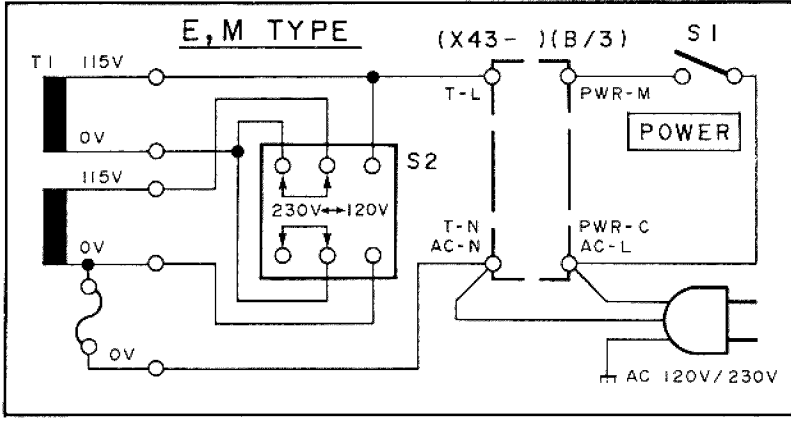 E,M TYPE
(X43- )(B/3)
S1
T1
115V
T-L
PWR-M
POWER
0V
S2
115V
230V↔120V
0V
T-N
AC-N
PWR-C
AC-L
0V
AC 120V/230V